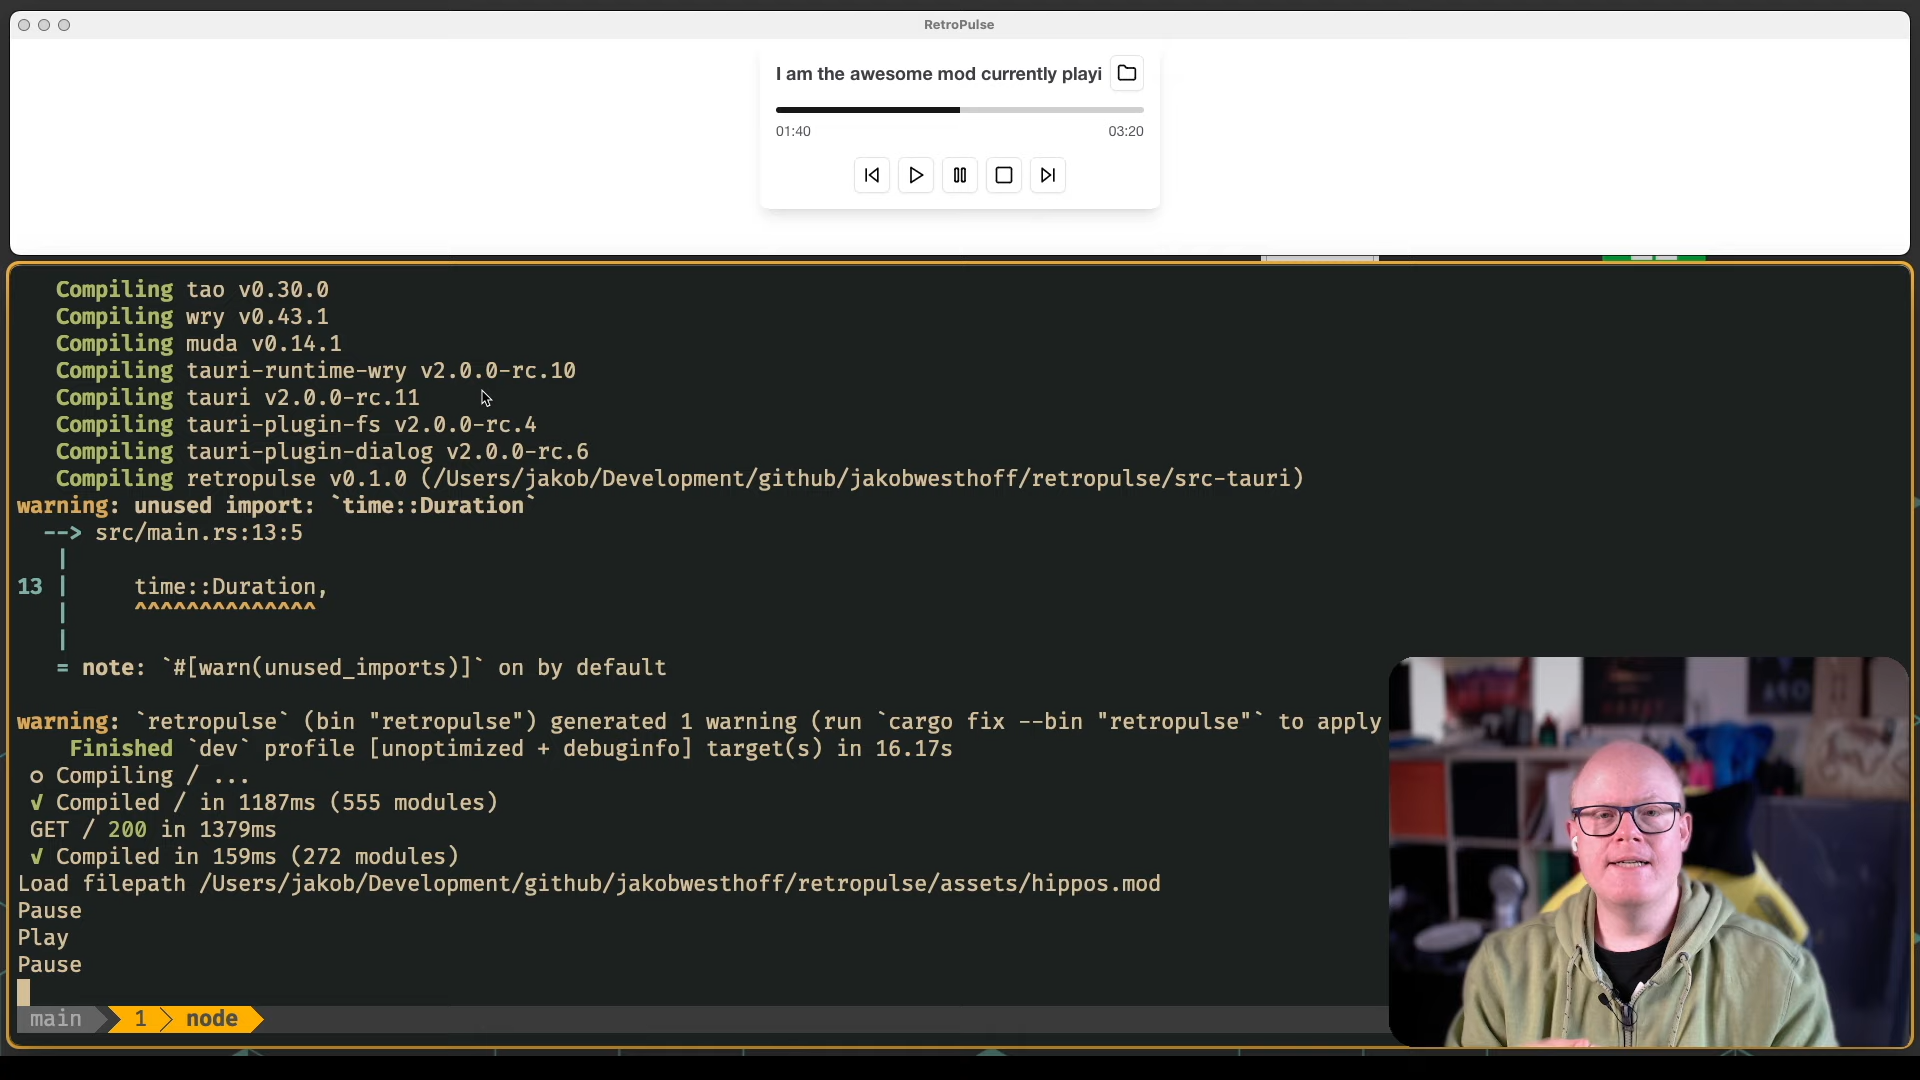 RetroPulse
I am the awesome mod currently playi
01:40 03:20
Compiling tao v0.30.0
Compiling wry v0.43.1
Compiling muda v0.14.1
Compiling tauri-runtime-wry v2.0.0-rc.10
Compiling tauri v2.0.0-rc.11
Compiling tauri-plugin-fs v2.0.0-rc.4
Compiling tauri-plugin-dialog v2.0.0-rc.6
Compiling retropulse v0.1.0 (/Users/jakob/Development/github/jakobwesthoff/retropulse/src-tauri)
warning: unused import: `time::Duration`
--> src/main.rs:13:5
|
13 | time::Duration,
| ^^^^^^^^^^^^^^
|
= note: `#[warn(unused_imports)]` on by default
warning: `retropulse` (bin "retropulse") generated 1 warning (run `cargo fix --bin "retropulse"` to apply
Finished `dev` profile [unoptimized + debuginfo] target(s) in 16.17s
○ Compiling / ...
✓ Compiled / in 1187ms (555 modules)
GET / 200 in 1379ms
✓ Compiled in 159ms (272 modules)
Load filepath /Users/jakob/Development/github/jakobwesthoff/retropulse/assets/hippos.mod
Pause
Play
Pause
main 1 node